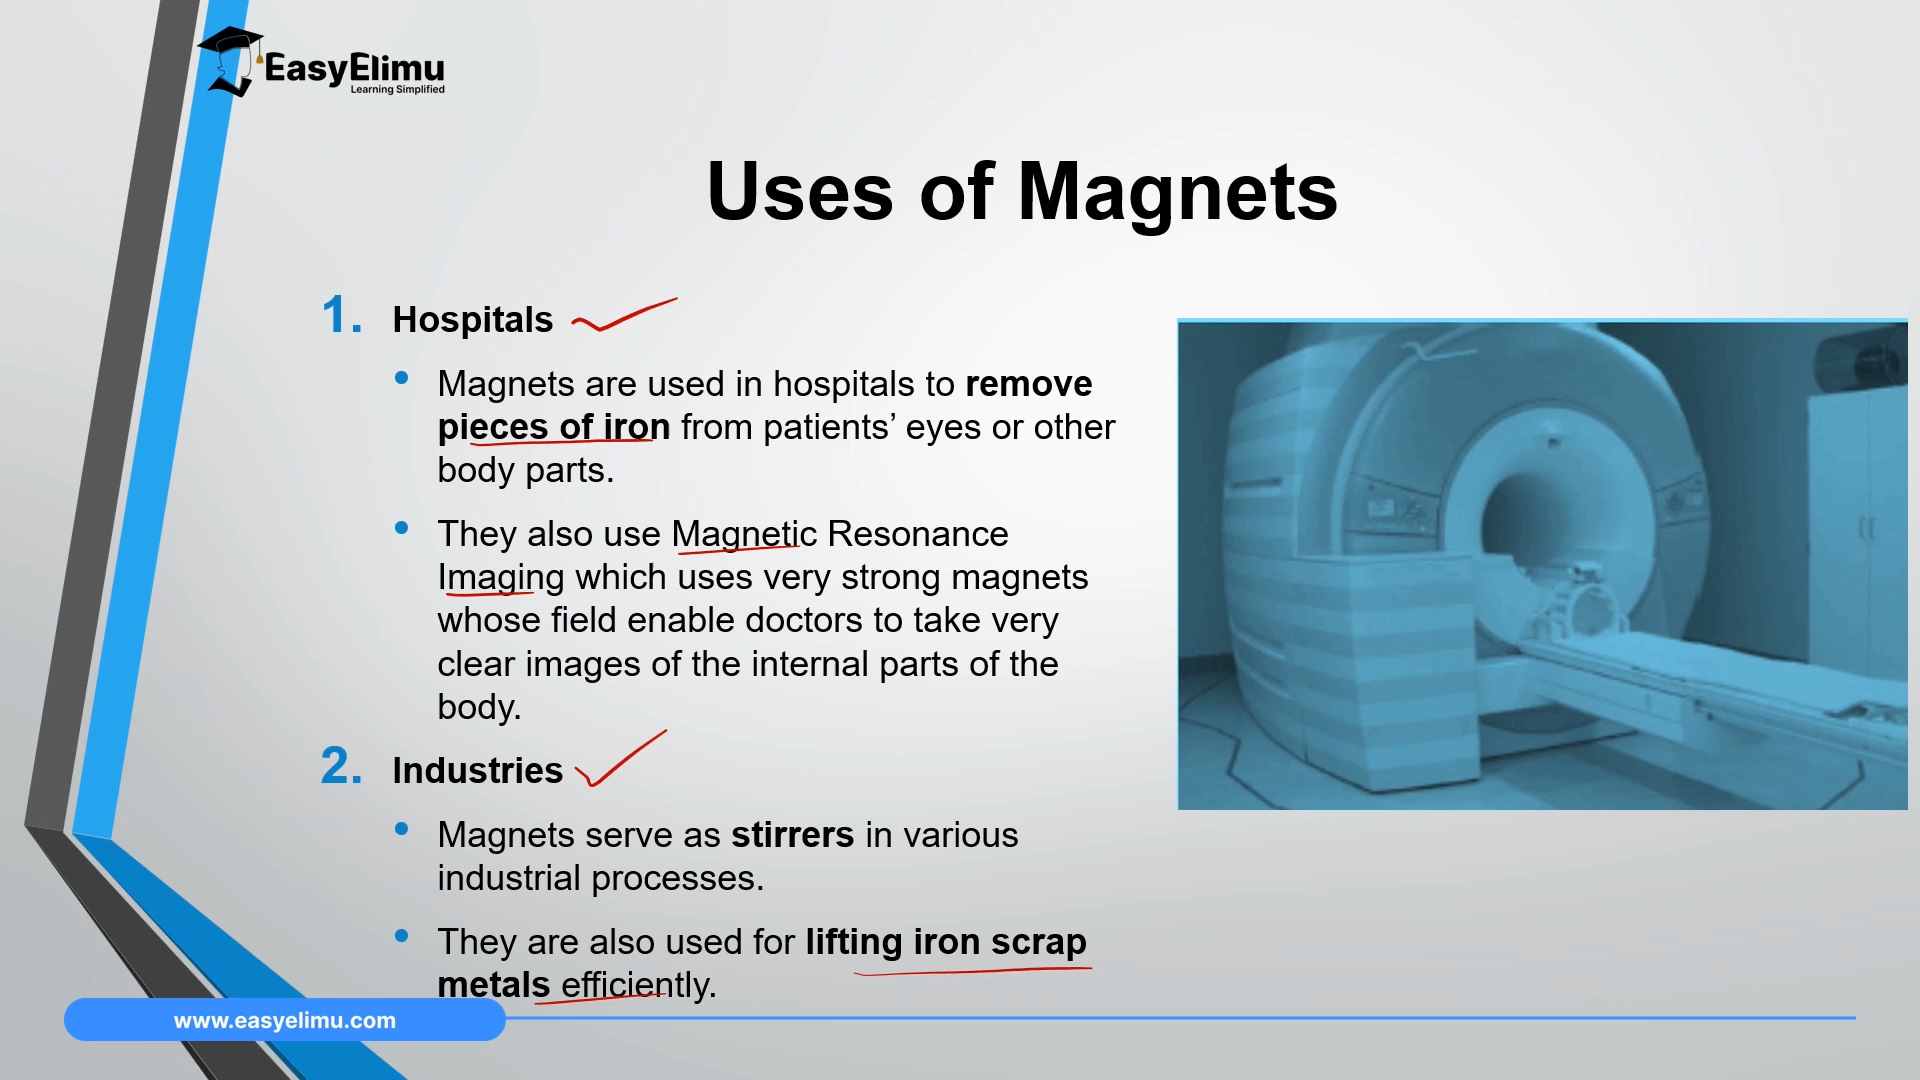 EasyElimu
Learning Simplified
Uses of Magnets
1. Hospitals
• Magnets are used in hospitals to remove
pieces of iron from patients’ eyes or other
body parts.
• They also use Magnetic Resonance
Imaging which uses very strong magnets
whose field enable doctors to take very
clear images of the internal parts of the
body.
2. Industries
• Magnets serve as stirrers in various
industrial processes.
• They are also used for lifting iron scrap
metals efficiently.
www.easyelimu.com